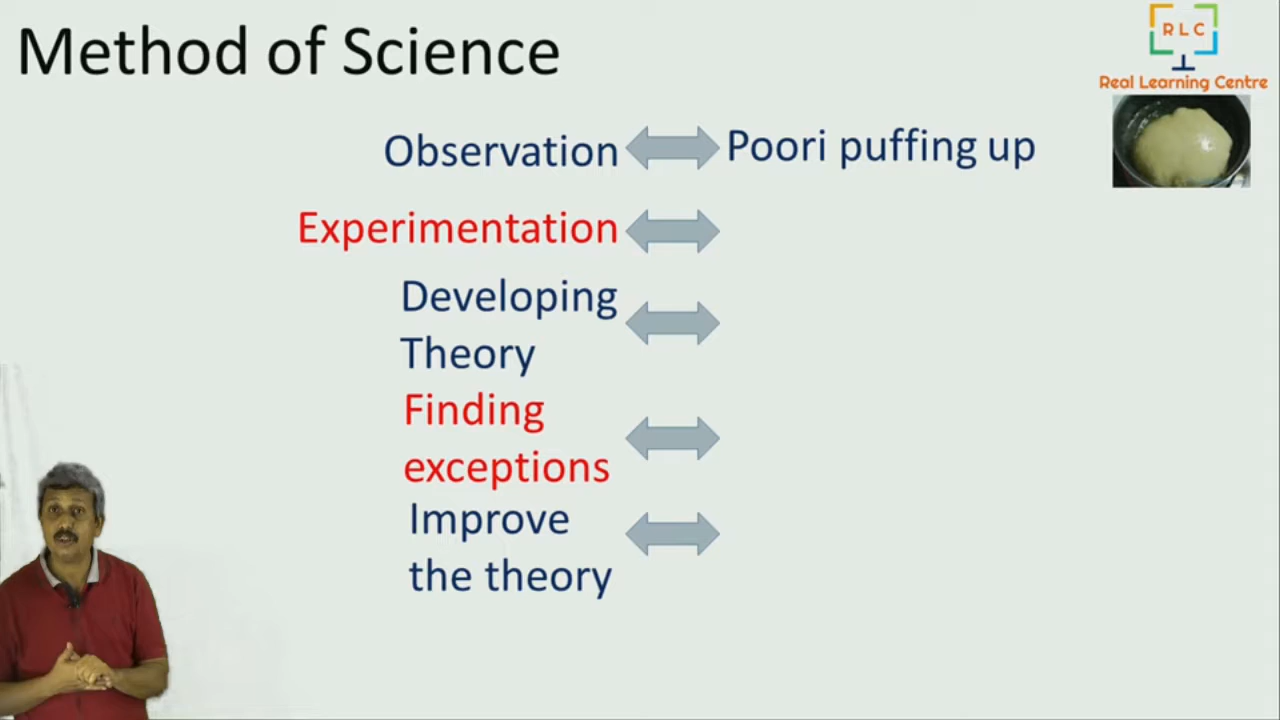 Method of Science
RLC
Real Learning Centre
Observation
Poori puffing up
Experimentation
Developing
Theory
Finding
exceptions
Improve
the theory